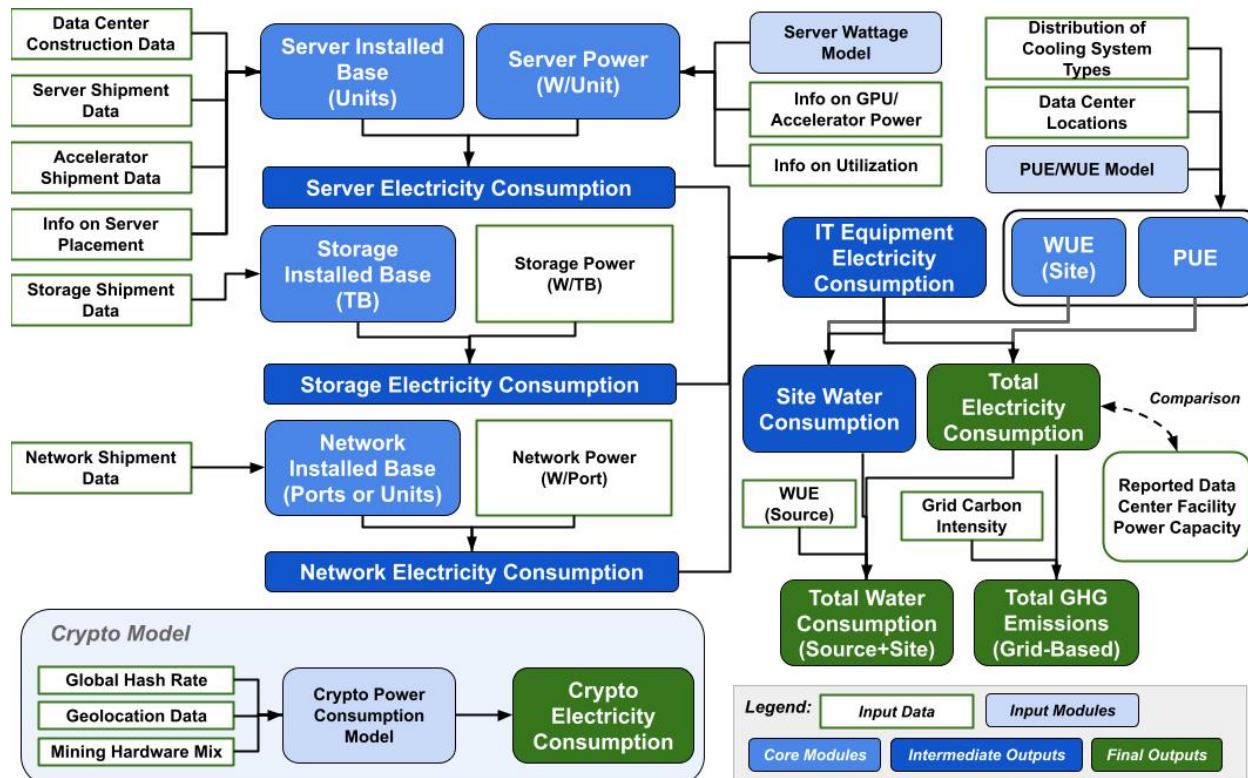 Data Center
Construction Data
Server Shipment
Data
Accelerator
Shipment Data
Info on Server
Placement
Storage Shipment
Data
Network Shipment
Data
Server Installed
Base
(Units)
Server Power
(W/Unit)
Server Electricity Consumption
Storage
Installed Base
(TB)
Storage Power
(W/TB)
Storage Electricity Consumption
Network
Installed Base
(Ports or Units)
Network Power
(W/Port)
Network Electricity Consumption
Server Wattage
Model
Info on GPU/
Accelerator Power
Info on Utilization
Distribution of
Cooling System
Types
Data Center
Locations
PUE/WUE Model
WUE
(Site)
PUE
IT Equipment
Electricity
Consumption
Site Water
Consumption
Total
Electricity
Consumption
Comparison
Reported Data
Center Facility
Power Capacity
WUE
(Source)
Grid Carbon
Intensity
Total Water
Consumption
(Source+Site)
Total GHG
Emissions
(Grid-Based)
Crypto Model
Global Hash Rate
Geolocation Data
Mining Hardware Mix
Crypto Power
Consumption
Model
Crypto
Electricity
Consumption
Legend:
Input Data
Input Modules
Core Modules
Intermediate Outputs
Final Outputs